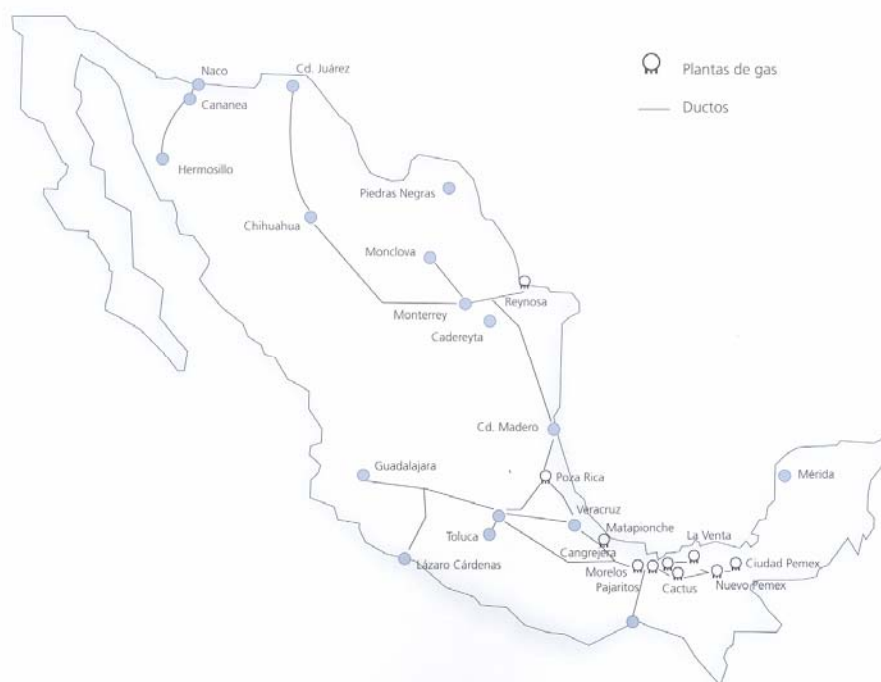 Naco
Cd. Juárez
Plantas de gas
Cananea
Ductos
Hermosillo
Piedras Negras
Chihuahua
Monclova
Reynosa
Monterrey
Cadereyta
Cd. Madero
Guadalajara
Poza Rica
Mérida
Veracruz
Matapionche
Toluca
La Venta
Cangrejera
Lázaro Cárdenas
Morelos
Ciudad Pemex
Pajaritos
Cactus
Nuevo Pemex